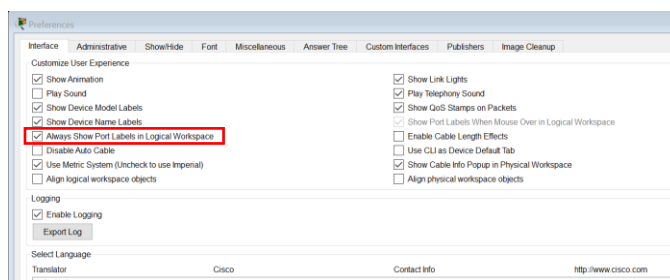 Preferences
Interface Administrative Show/Hide Font Miscellaneous Answer Tree Custom Interfaces Publishers Image Cleanup
Customize User Experience
Show Animation Show Link Lights
Play Sound Play Telephony Sound
Show Device Model Labels Show QoS Stamps on Packets
Show Device Name Labels Show Port Labels When Mouse Over in Logical Workspace
Always Show Port Labels in Logical Workspace Enable Cable Length Effects
Disable Auto Cable Use CLI as Device Default Tab
Use Metric System (Uncheck to use Imperial) Show Cable Info Popup in Physical Workspace
Align logical workspace objects Align physical workspace objects
Logging
Enable Logging
Export Log
Select Language
Translator Cisco Contact Info http://www.cisco.com